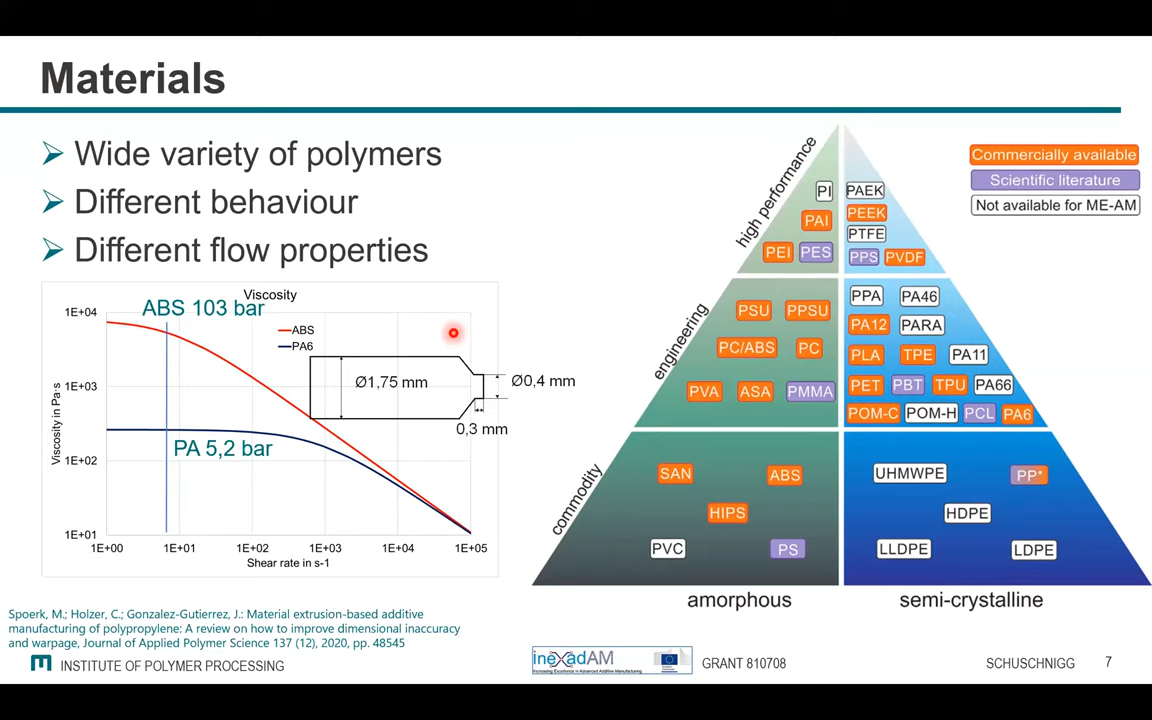 Materials
Wide variety of polymers
Different behaviour
Different flow properties
Viscosity
ABS 103 bar
ABS
PA6
Ø1,75 mm
Ø0,4 mm
0,3 mm
PA 5,2 bar
Viscosity in Pa·s
1E+04
1E+03
1E+02
1E+01
1E+00 1E+01 1E+02 1E+03 1E+04 1E+05
Shear rate in s-1
Spoerk, M.; Holzer, C.; Gonzalez-Gutierrez, J.: Material extrusion-based additive
manufacturing of polypropylene: A review on how to improve dimensional inaccuracy
and warpage, Journal of Applied Polymer Science 137 (12), 2020, pp. 48545
Commercially available
Scientific literature
Not available for ME-AM
high performance
PI PAEK
PAI PEEK
PTFE
PEI PES PPS PVDF
engineering
PPA PA46
PSU PPSU
PA12 PARA
PC/ABS PC PLA TPE PA11
PVA ASA PMMA PET PBT TPU PA66
POM-C POM-H PCL PA6
commodity
SAN ABS UHMWPE PP*
HIPS HDPE
PVC PS LLDPE LDPE
amorphous semi-crystalline
INSTITUTE OF POLYMER PROCESSING
inexadAM
Increasing Excellence in Advanced Additive Manufacturing
GRANT 810708
SCHUSCHNIGG 7